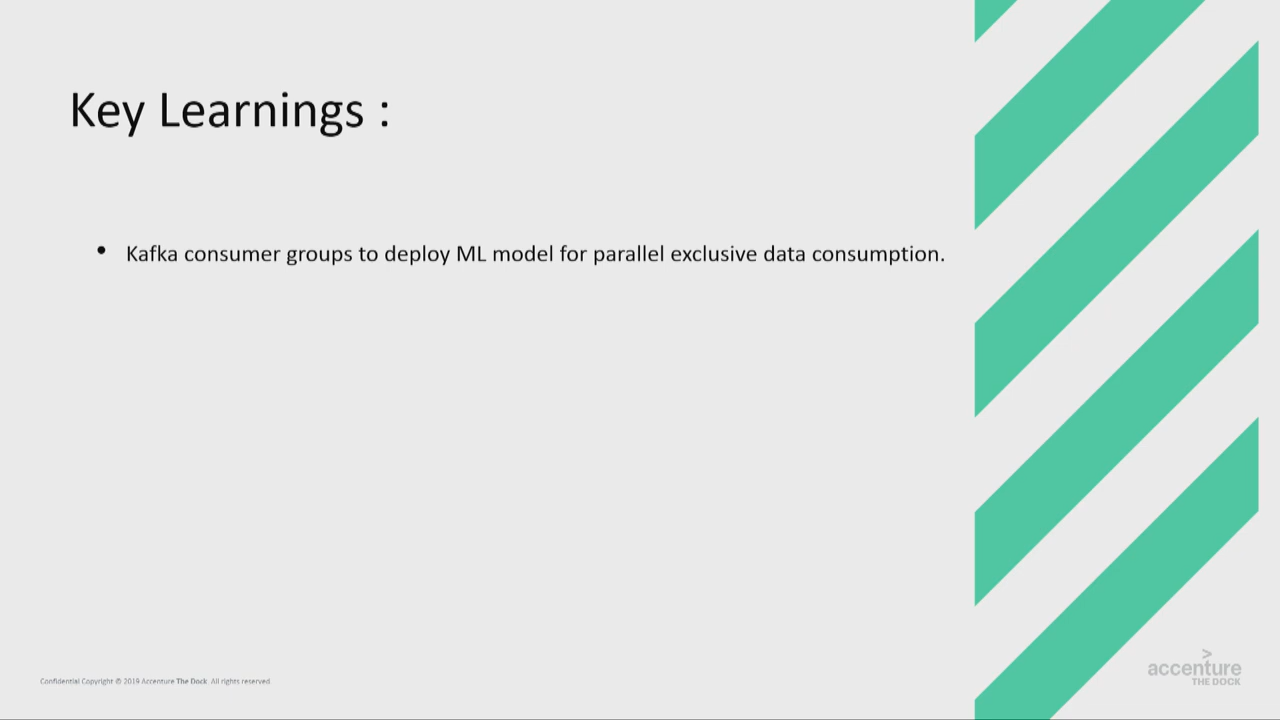 Key Learnings :
• Kafka consumer groups to deploy ML model for parallel exclusive data consumption.
Confidential Copyright © 2019 Accenture The Dock. All rights reserved.
>
accenture
THE DOCK